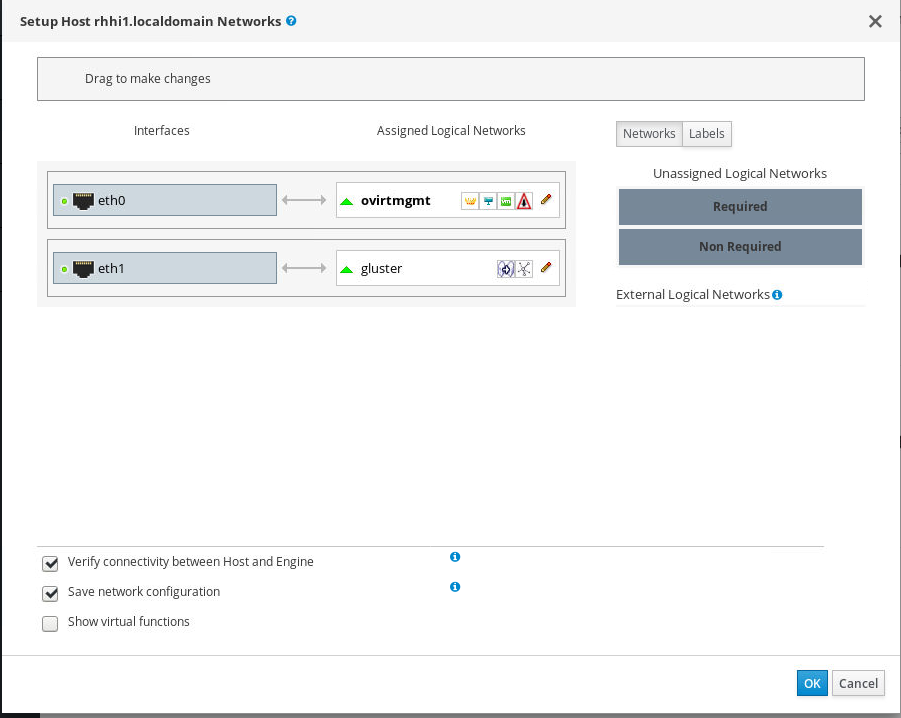 Setup Host rhhi1.localdomain Networks
Drag to make changes
Interfaces
Assigned Logical Networks
Networks
Labels
Unassigned Logical Networks
eth0
ovirtmgmt
Required
Non Required
eth1
gluster
External Logical Networks
Verify connectivity between Host and Engine
Save network configuration
Show virtual functions
OK
Cancel